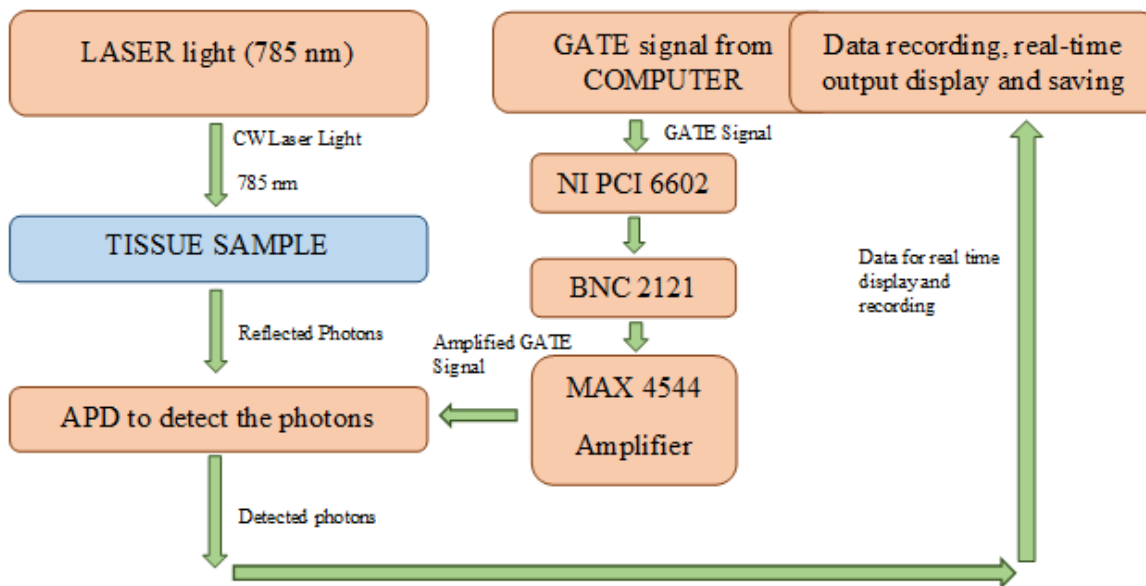 LASER light (785 nm)
GATE signal from
COMPUTER
Data recording, real-time
output display and saving
CW Laser Light
785 nm
GATE Signal
NI PCI 6602
TISSUE SAMPLE
BNC 2121
Data for real time
display and
recording
Reflected Photons
Amplified GATE
Signal
MAX 4544
Amplifier
APD to detect the photons
Detected photons